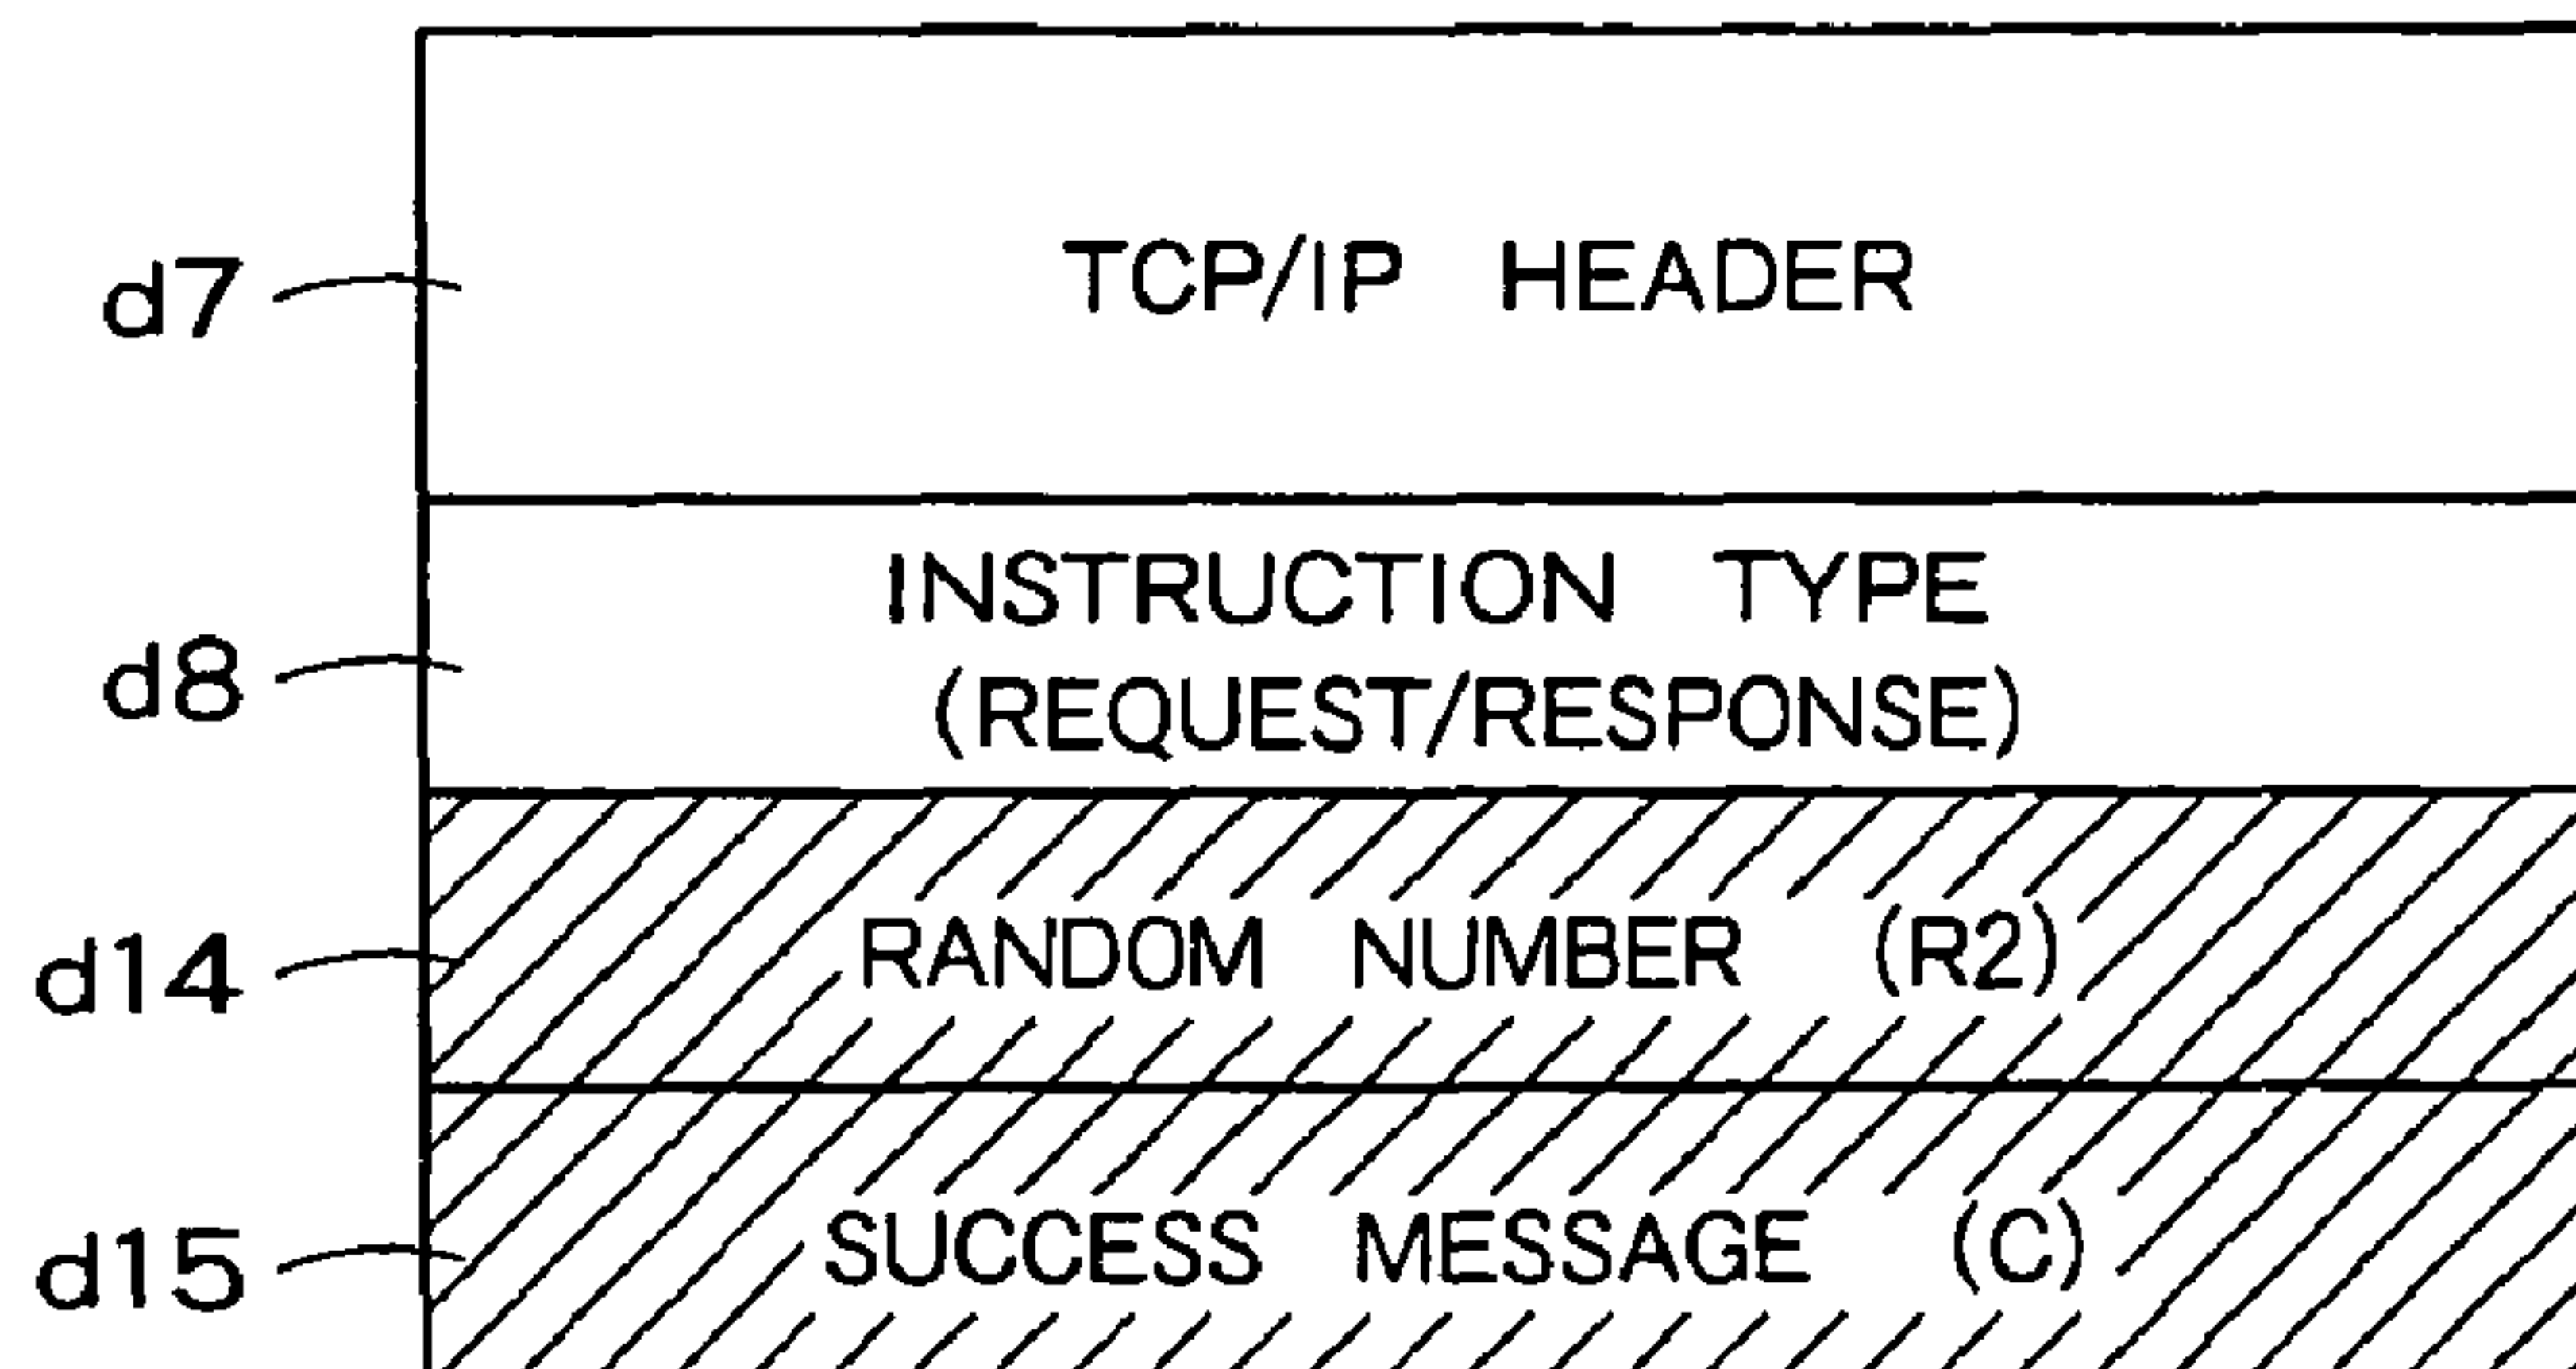 d7 TCP/IP HEADER
d8 INSTRUCTION TYPE
(REQUEST/RESPONSE)
d14 RANDOM NUMBER (R2)
d15 SUCCESS MESSAGE (C)